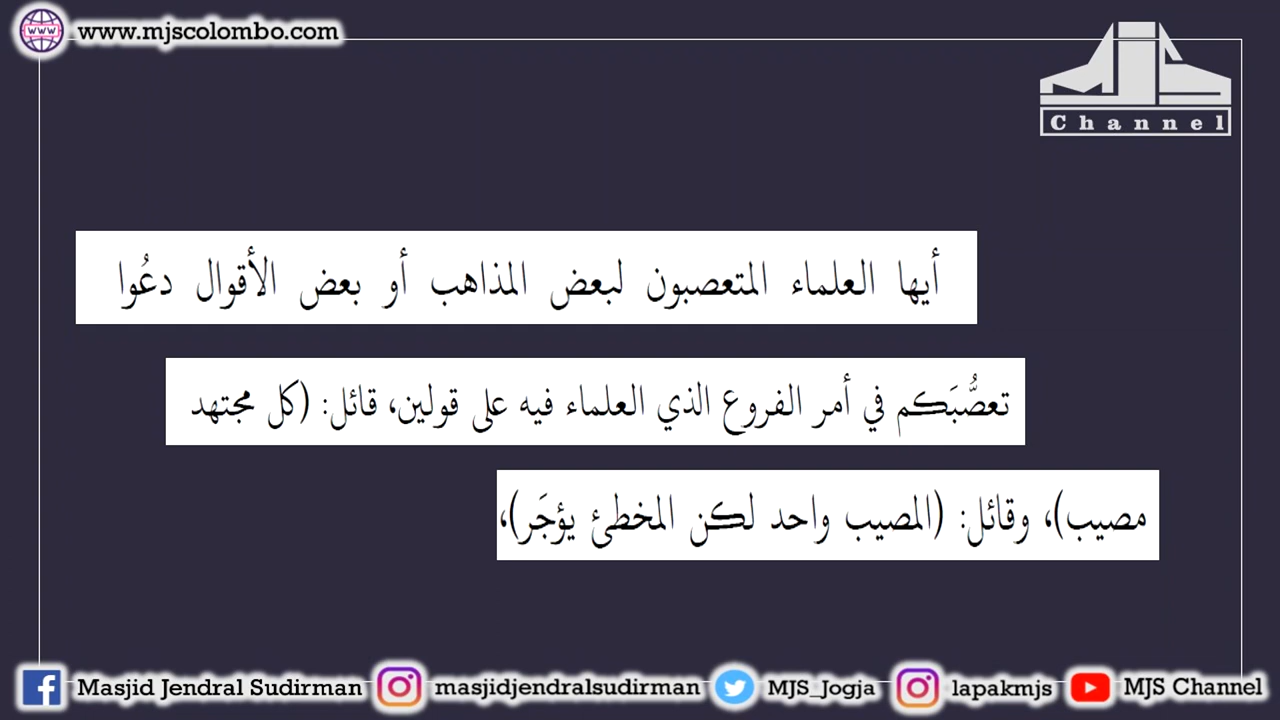 www.mjscolombo.com
MJS
Channel
أيها العلماء المتعصبون لبعض المذاهب أو بعض الأقوال دعُوا
تعصُّبَكم في أمر الفروع الذي العلماء فيه على قولين، قائل: (كل مجتهد
مصيب)، وقائل: (المصيب واحد لكن المخطئ يؤجَر)،
Masjid Jendral Sudirman masjidjendralsudirman MJS_Jogja lapakmjs MJS Channel